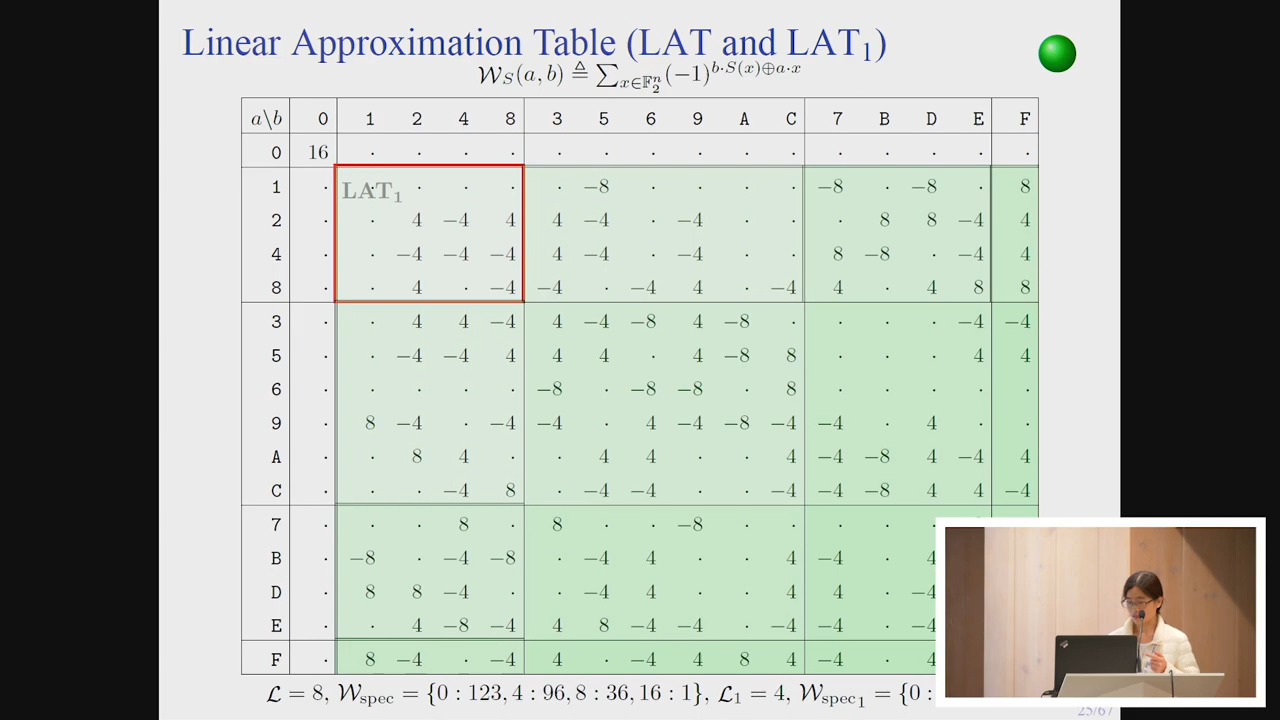 Linear Approximation Table (LAT and LAT₁)
𝒲_S(a, b) ≜ ∑_{x∈𝔽₂ⁿ}(−1)^{b·S(x)⊕a·x}
a\b 0 1 2 4 8 3 5 6 9 A C 7 B D E F
0 16 · · · · · · · · · · · · · · ·
LAT₁
1 · · · · · · −8 · · · · −8 · −8 · 8
2 · · 4 −4 4 4 −4 · −4 · · · 8 8 −4 4
4 · · −4 −4 −4 4 −4 · −4 · · 8 −8 · −4 4
8 · · 4 · −4 −4 · −4 4 · −4 4 · 4 8 8
3 · · 4 4 −4 4 −4 −8 4 −8 · · · · −4 −4
5 · · −4 −4 4 4 4 · 4 −8 8 · · · 4 4
6 · · · · · −8 · −8 −8 · 8 · · · · ·
9 · 8 −4 · −4 −4 · 4 −4 −8 −4 −4 · 4 · ·
A · · 8 4 · · 4 4 · · 4 −4 −8 4 −4 4
C · · · −4 8 · −4 −4 · · −4 −4 −8 4 4 −4
7 · · · 8 · 8 · · −8 · · · · ·
B · −8 · −4 −8 · −4 4 · · 4 −4 · 4
D · 8 8 −4 · · −4 4 · · 4 4 · −4
E · · 4 −8 −4 4 8 −4 −4 · −4 −4 · 4
F · 8 −4 · −4 4 · −4 4 8 4 −4 · 4
ℒ = 8, 𝒲_spec = {0 : 123, 4 : 96, 8 : 36, 16 : 1}, ℒ₁ = 4, 𝒲_spec₁ = {0 :
25/67